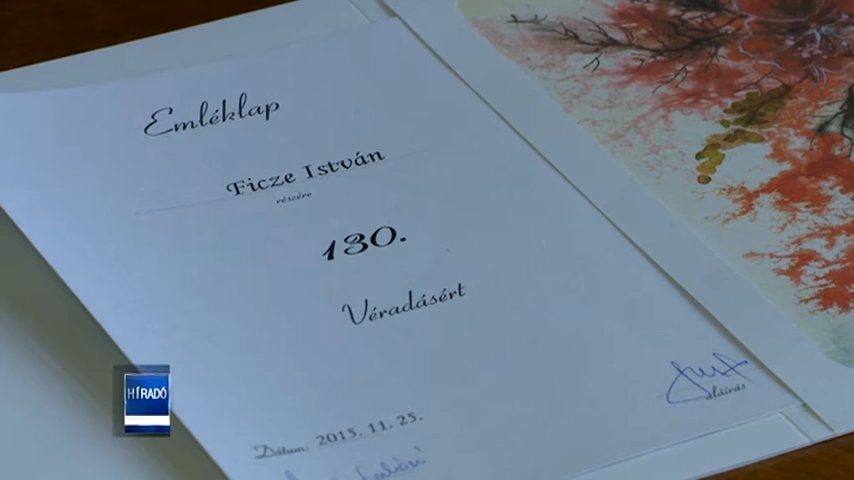 Emléklap
Ficze István
részére
130.
Véradásért
aláírás
Dátum: 2015. 11. 25.
HÍRADÓ